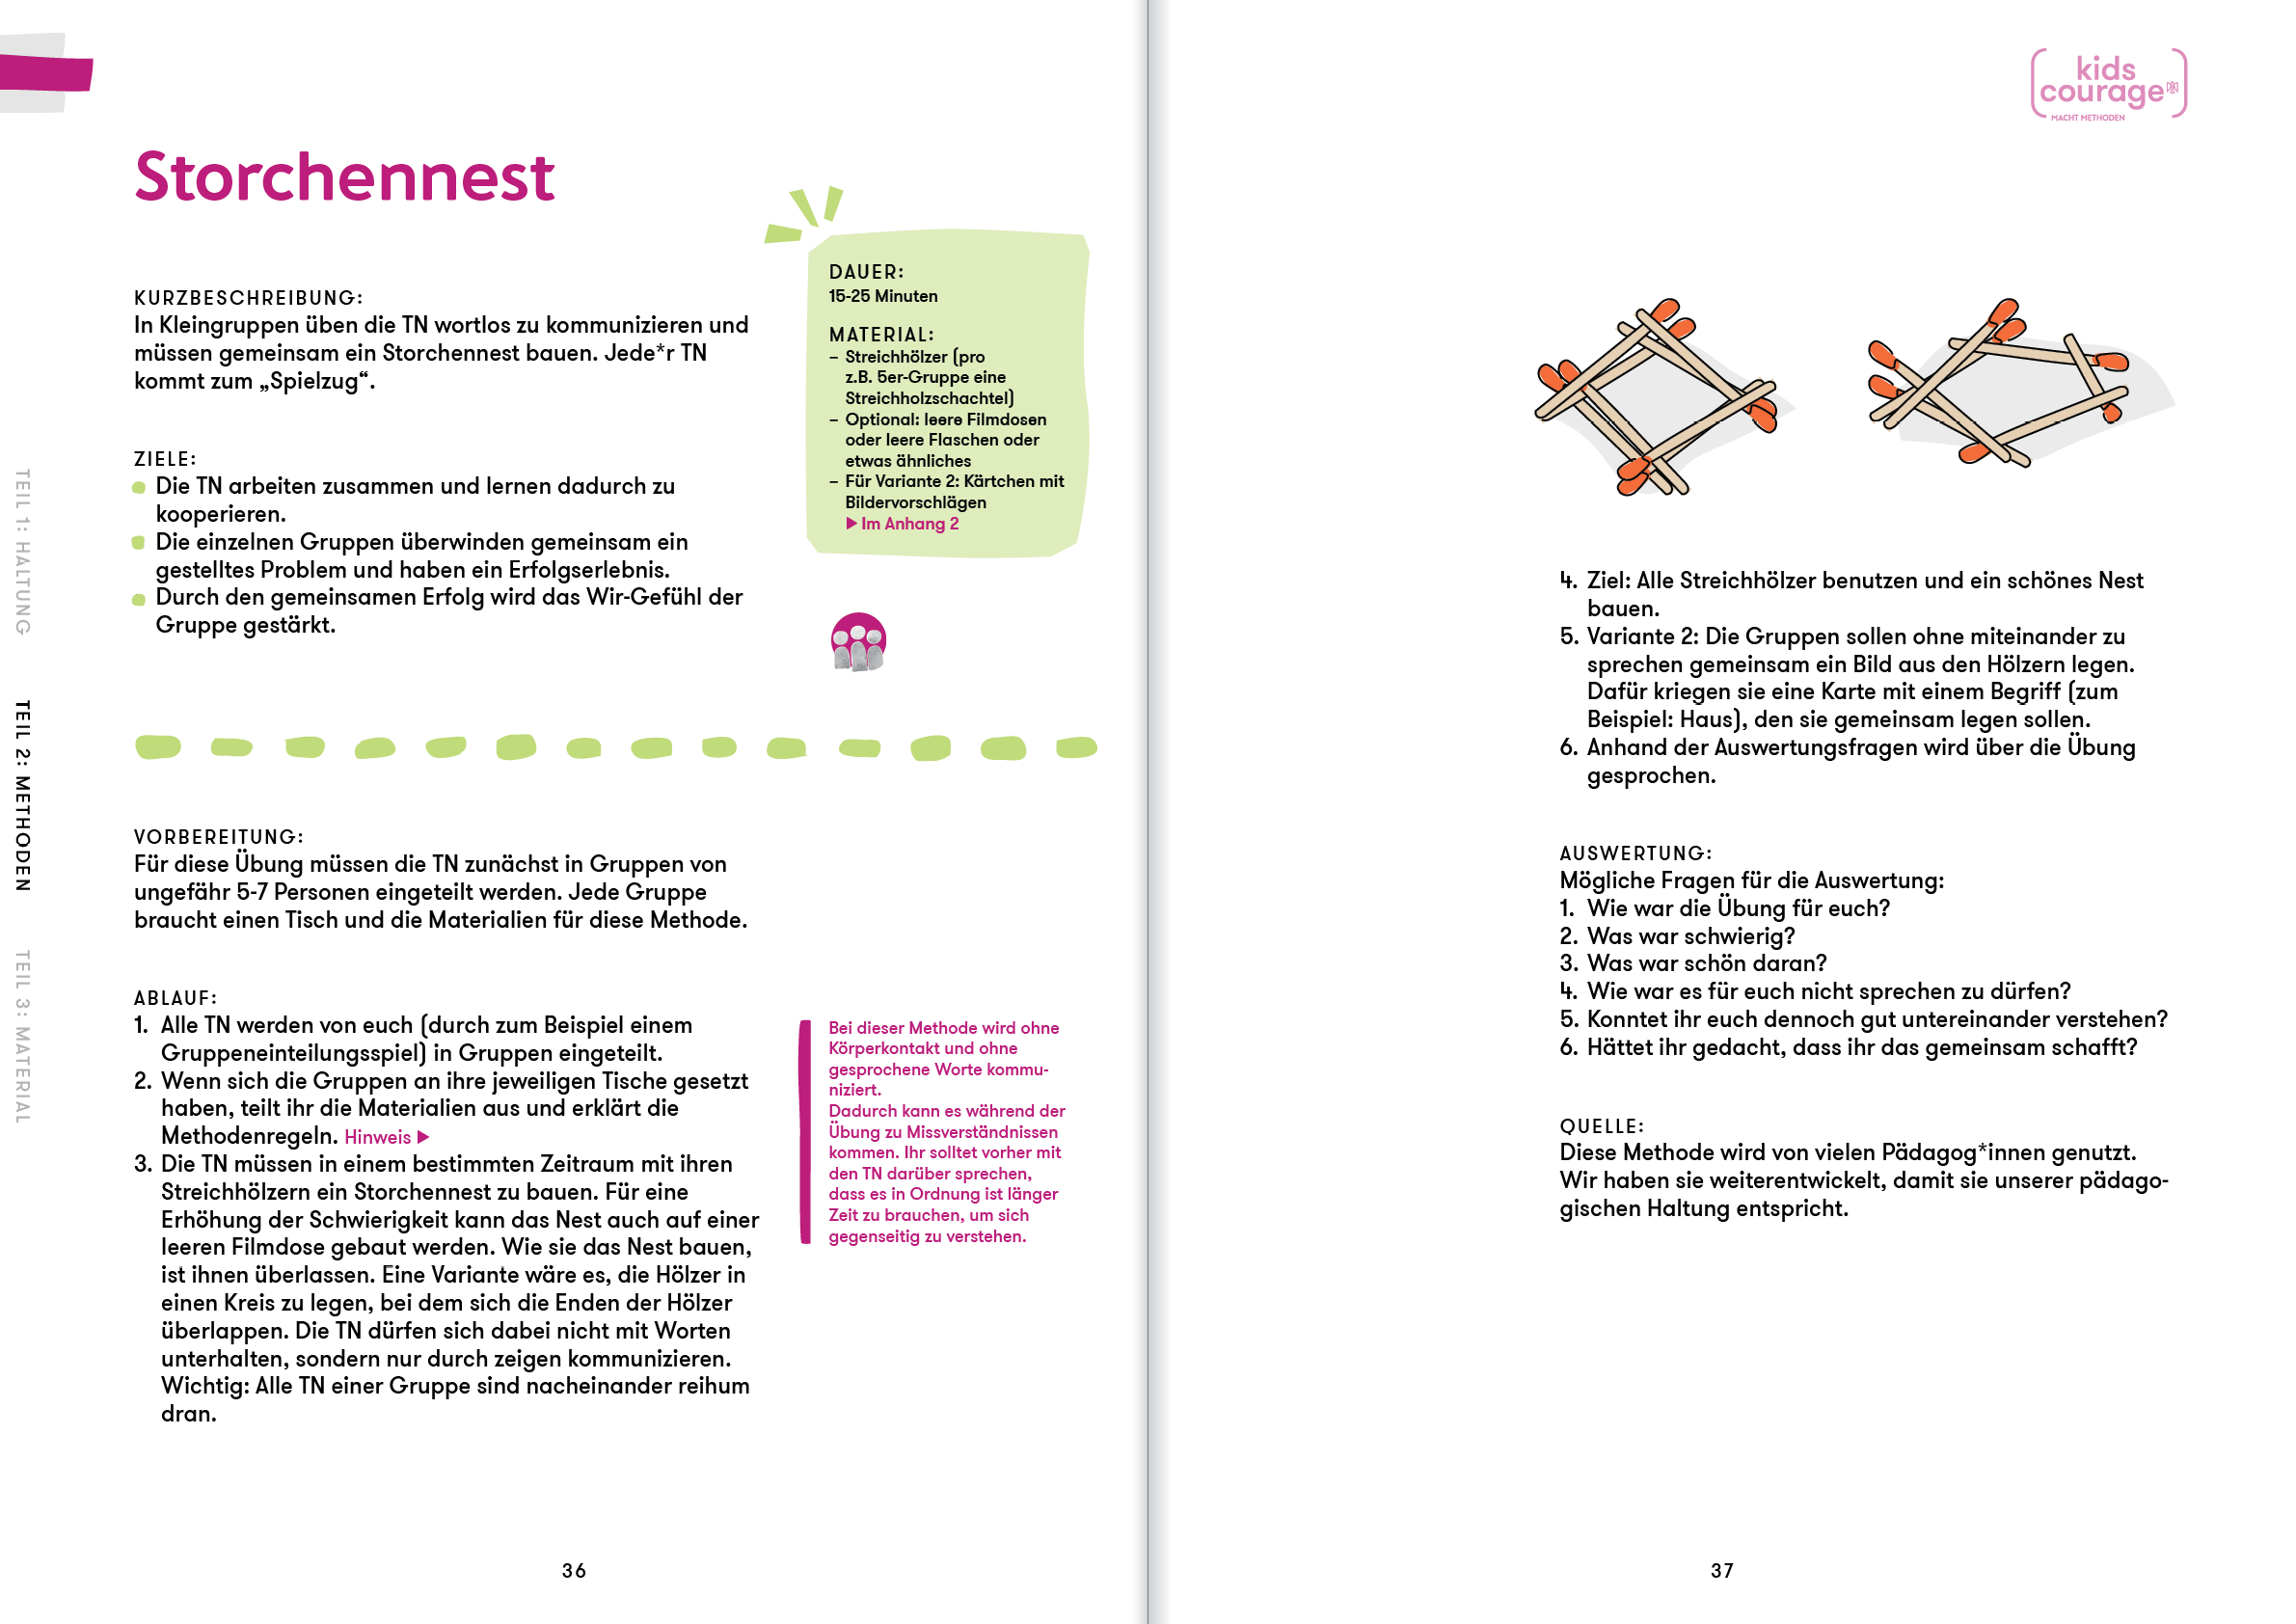 Storchennest
KURZBESCHREIBUNG:
In Kleingruppen üben die TN wortlos zu kommunizieren und
müssen gemeinsam ein Storchennest bauen. Jede*r TN
kommt zum „Spielzug“.
ZIELE:
Die TN arbeiten zusammen und lernen dadurch zu
kooperieren.
Die einzelnen Gruppen überwinden gemeinsam ein
gestelltes Problem und haben ein Erfolgserlebnis.
Durch den gemeinsamen Erfolg wird das Wir-Gefühl der
Gruppe gestärkt.
DAUER:
15-25 Minuten
MATERIAL:
– Streichhölzer (pro
z.B. 5er-Gruppe eine
Streichholzschachtel)
– Optional: leere Filmdosen
oder leere Flaschen oder
etwas ähnliches
– Für Variante 2: Kärtchen mit
Bildervorschlägen
▶ Im Anhang 2
TEIL 1: HALTUNG
TEIL 2: METHODEN
TEIL 3: MATERIAL
VORBEREITUNG:
Für diese Übung müssen die TN zunächst in Gruppen von
ungefähr 5-7 Personen eingeteilt werden. Jede Gruppe
braucht einen Tisch und die Materialien für diese Methode.
ABLAUF:
1. Alle TN werden von euch (durch zum Beispiel einem
Gruppeneinteilungsspiel) in Gruppen eingeteilt.
2. Wenn sich die Gruppen an ihre jeweiligen Tische gesetzt
haben, teilt ihr die Materialien aus und erklärt die
Methodenregeln. Hinweis ▶
3. Die TN müssen in einem bestimmten Zeitraum mit ihren
Streichhölzern ein Storchennest zu bauen. Für eine
Erhöhung der Schwierigkeit kann das Nest auch auf einer
leeren Filmdose gebaut werden. Wie sie das Nest bauen,
ist ihnen überlassen. Eine Variante wäre es, die Hölzer in
einen Kreis zu legen, bei dem sich die Enden der Hölzer
überlappen. Die TN dürfen sich dabei nicht mit Worten
unterhalten, sondern nur durch zeigen kommunizieren.
Wichtig: Alle TN einer Gruppe sind nacheinander reihum
dran.
Bei dieser Methode wird ohne
Körperkontakt und ohne
gesprochene Worte kommu-
niziert.
Dadurch kann es während der
Übung zu Missverständnissen
kommen. Ihr solltet vorher mit
den TN darüber sprechen,
dass es in Ordnung ist länger
Zeit zu brauchen, um sich
gegenseitig zu verstehen.
36
kids
courage
MACHT METHODEN
4. Ziel: Alle Streichhölzer benutzen und ein schönes Nest
bauen.
5. Variante 2: Die Gruppen sollen ohne miteinander zu
sprechen gemeinsam ein Bild aus den Hölzern legen.
Dafür kriegen sie eine Karte mit einem Begriff (zum
Beispiel: Haus), den sie gemeinsam legen sollen.
6. Anhand der Auswertungsfragen wird über die Übung
gesprochen.
AUSWERTUNG:
Mögliche Fragen für die Auswertung:
1. Wie war die Übung für euch?
2. Was war schwierig?
3. Was war schön daran?
4. Wie war es für euch nicht sprechen zu dürfen?
5. Konntet ihr euch dennoch gut untereinander verstehen?
6. Hättet ihr gedacht, dass ihr das gemeinsam schafft?
QUELLE:
Diese Methode wird von vielen Pädagog*innen genutzt.
Wir haben sie weiterentwickelt, damit sie unserer pädago-
gischen Haltung entspricht.
37